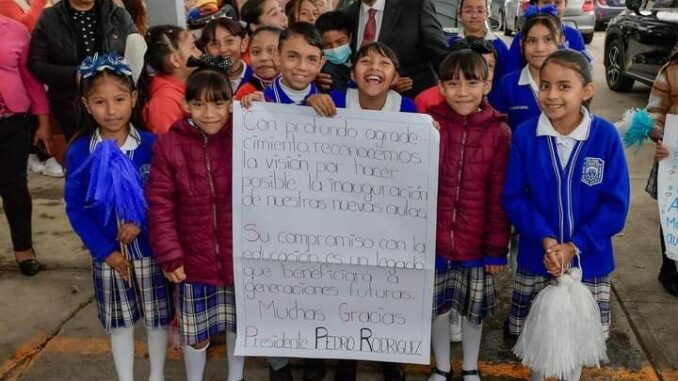 Con profundo agrade-
cimiento, reconocemos
la visión por hacer
posible la inauguración
de nuestras nuevas aulas.
Su compromiso con la
educación es un legado
que beneficiara a
generaciones futuras.
Muchas Gracias
Presidente PEDRO RODRIGUEZ